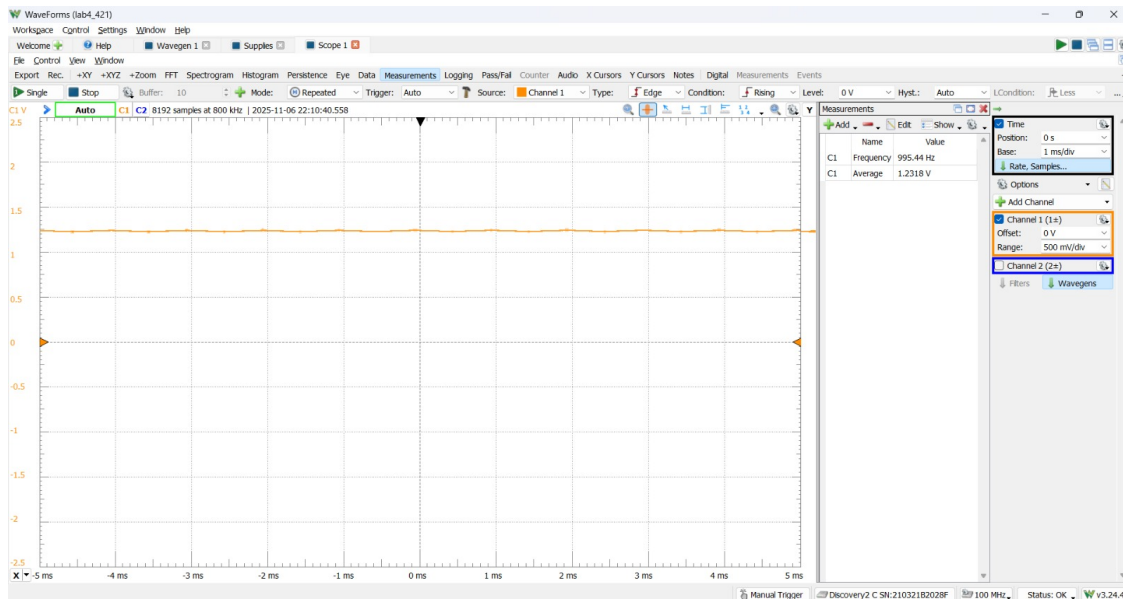 WaveForms (lab4_421)
Workspace Control Settings Window Help
Welcome Help Wavegen 1 Supplies Scope 1
File Control View Window
Export Rec. +XY +XYZ +Zoom FFT Spectrogram Histogram Persistence Eye Data Measurements Logging Pass/Fail Counter Audio X Cursors Y Cursors Notes Digital Measurements Events
Single Stop Buffer: 10 Mode: Repeated Trigger: Auto Source: Channel 1 Type: Edge Condition: Rising Level: 0 V Hyst.: Auto LCondition: Less ...
C1 V Auto C1 C2 8192 samples at 800 kHz | 2025-11-06 22:10:40.558 Y
2.5
2
1.5
1
0.5
0
-0.5
-1
-1.5
-2
-2.5
X -5 ms -4 ms -3 ms -2 ms -1 ms 0 ms 1 ms 2 ms 3 ms 4 ms 5 ms
Measurements
Add Edit Show
Name Value
C1 Frequency 995.44 Hz
C1 Average 1.2318 V
Time
Position: 0 s
Base: 1 ms/div
Rate, Samples...
Options
Add Channel
Channel 1 (1±)
Offset: 0 V
Range: 500 mV/div
Channel 2 (2±)
Filters Wavegens
Manual Trigger Discovery2 C SN:210321B2028F 100 MHz Status: OK v3.24.4